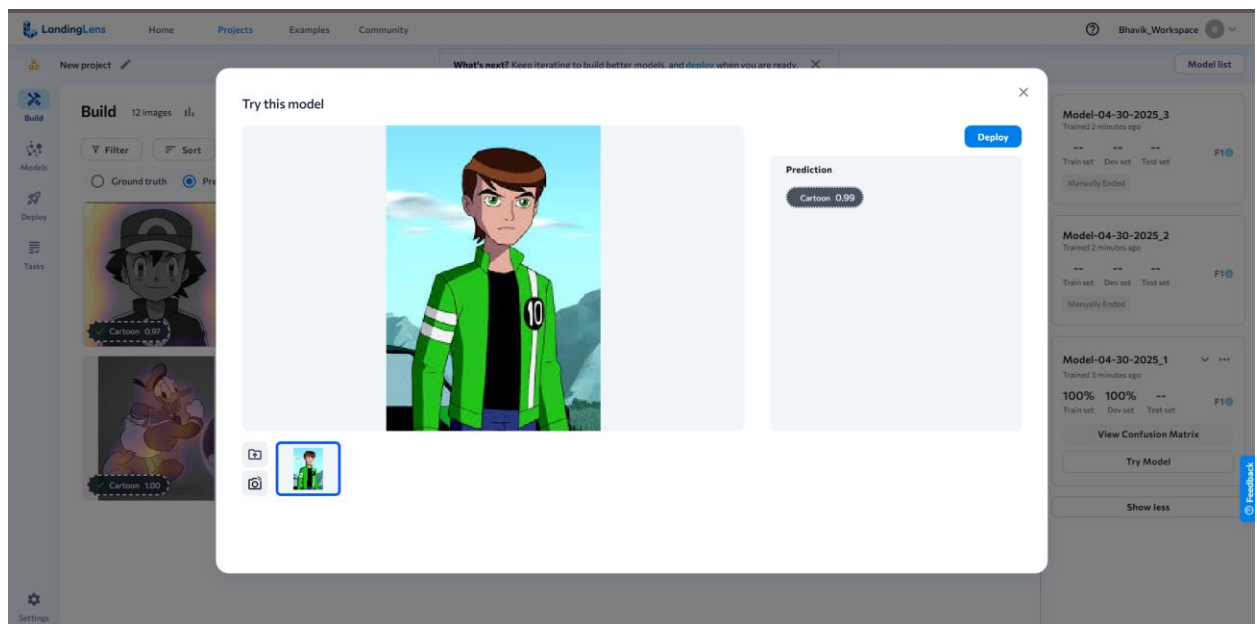 LandingLens Home Projects Examples Community Bhavik_Workspace B
New project What's next? Keep iterating to build better models, and deploy when you are ready. Model list
Build
Models
Deploy
Tasks
Settings
Build 12 images
Filter Sort
Ground truth Pre
Cartoon 0.97
Cartoon 1.00
Try this model
10
Deploy
Prediction
Cartoon 0.99
Model-04-30-2025_3
Trained 2 minutes ago
-- -- -- F1
Train set Dev set Test set
Manually Ended
Model-04-30-2025_2
Trained 2 minutes ago
-- -- -- F1
Train set Dev set Test set
Manually Ended
Model-04-30-2025_1
Trained 3 minutes ago
100% 100% -- F1
Train set Dev set Test set
View Confusion Matrix
Try Model
Show less
Feedback